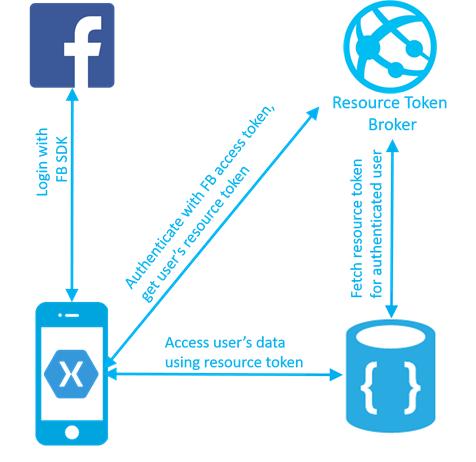 f
Resource Token
Broker
Login with
FB SDK
Authenticate with FB access token,
get user's resource token
Fetch resource token
for authenticated user
Access user's data
using resource token
X
{ }